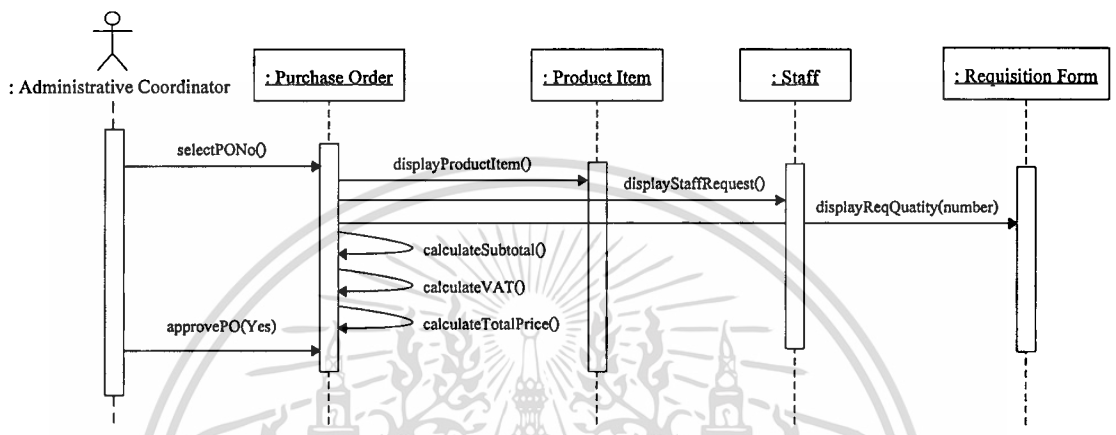 : Administrative Coordinator
: Purchase Order
: Product Item
: Staff
: Requisition Form
selectPONo()
displayProductItem()
displayStaffRequest()
displayReqQuatity(number)
calculateSubtotal()
calculateVAT()
calculateTotalPrice()
approvePO(Yes)